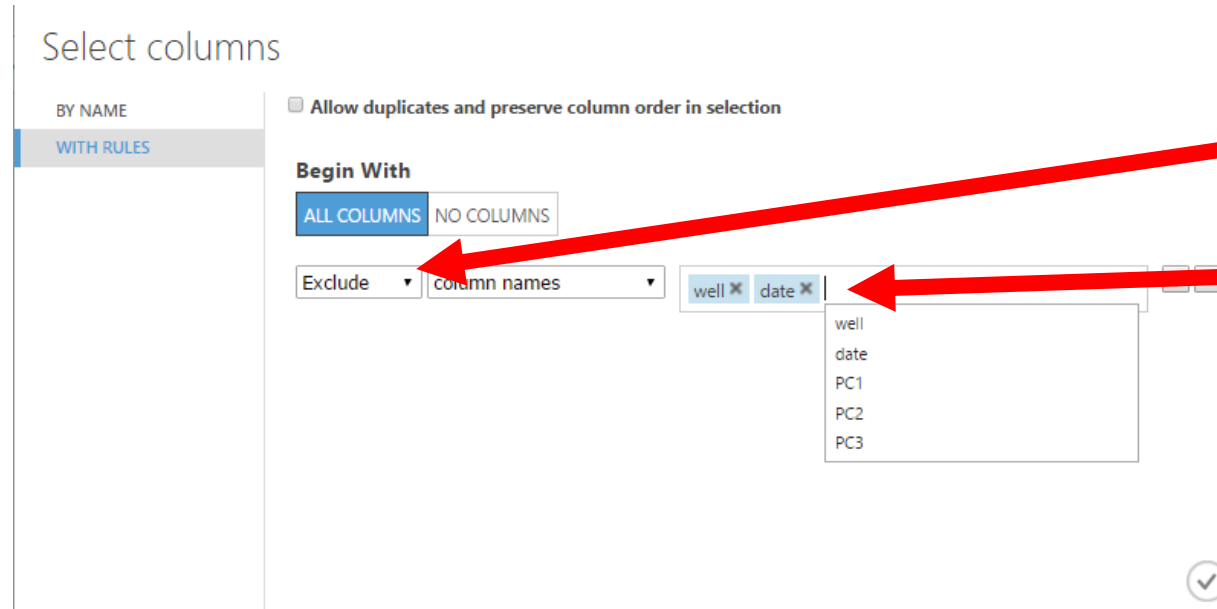 Select columns
BY NAME
WITH RULES
Allow duplicates and preserve column order in selection
Begin With
ALL COLUMNS NO COLUMNS
Exclude column names well date
well
date
PC1
PC2
PC3